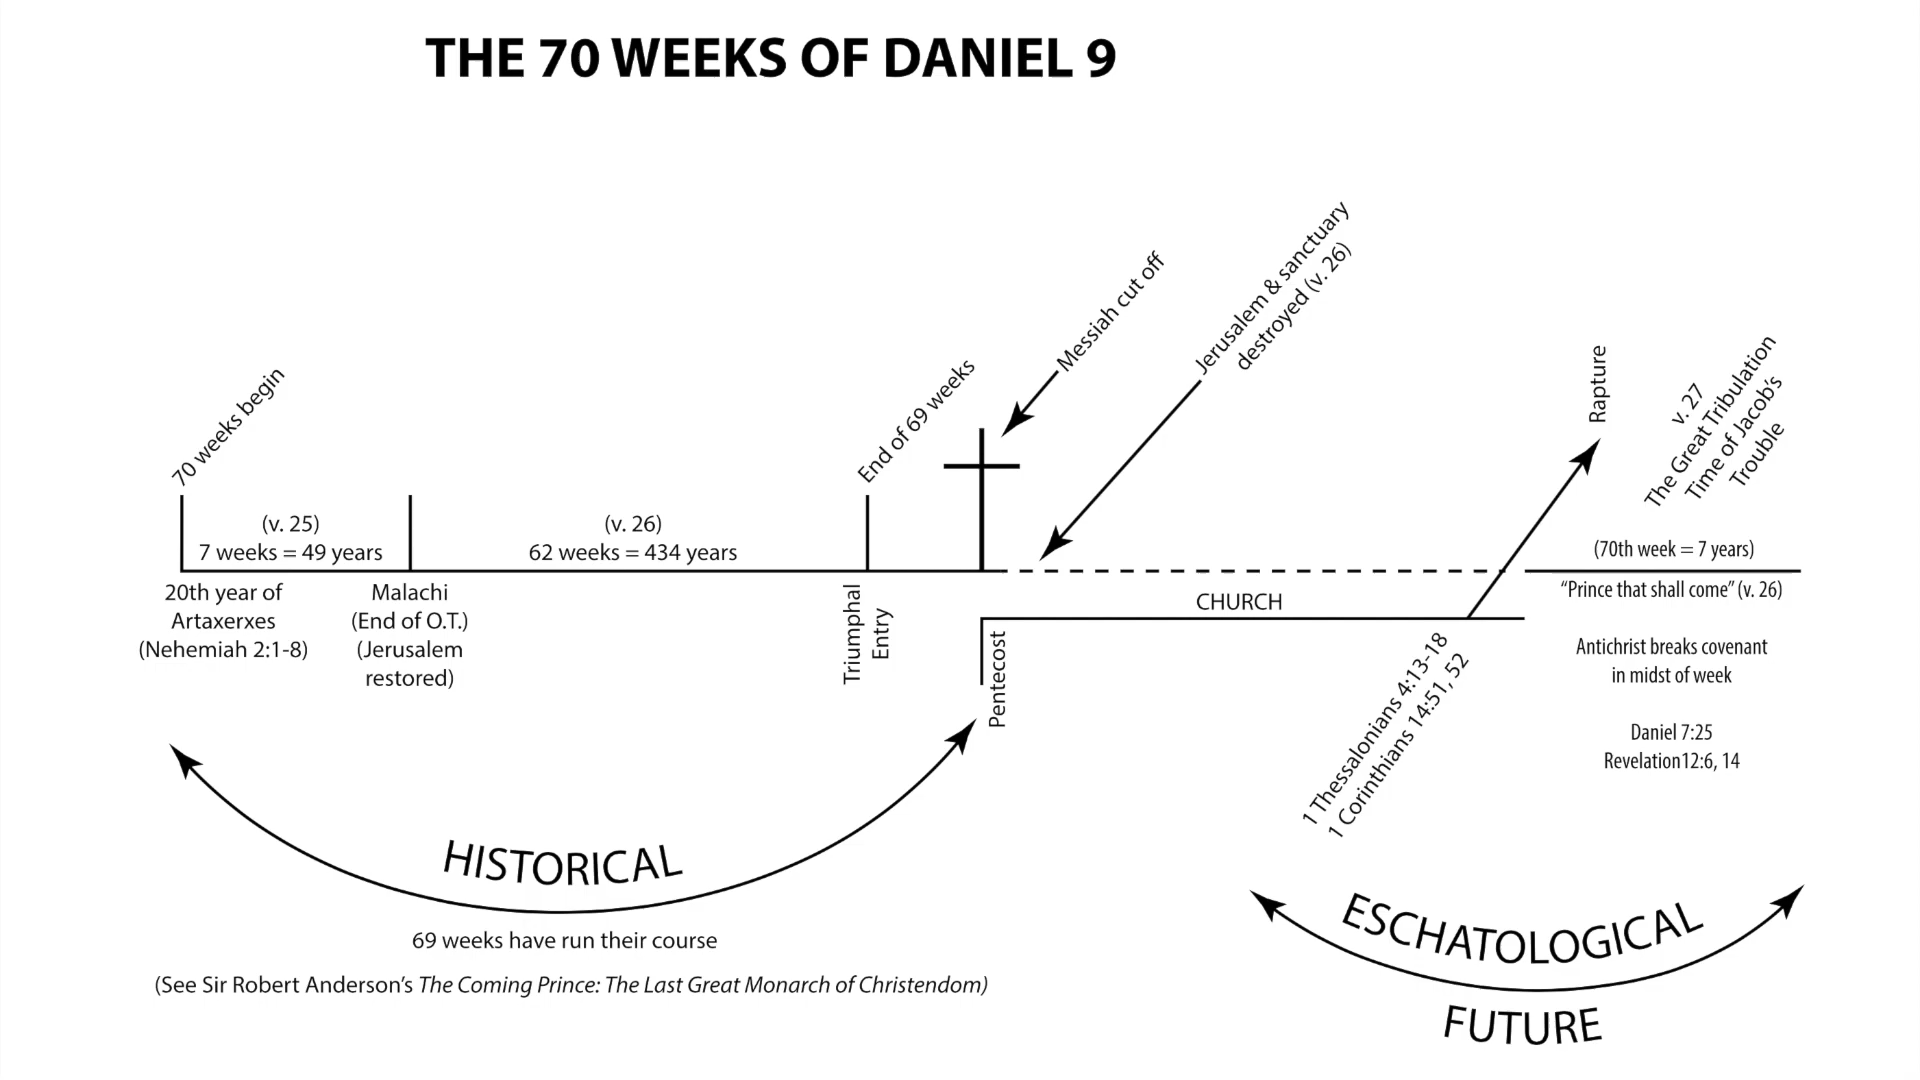 THE 70 WEEKS OF DANIEL 9
70 weeks begin
(v. 25)
7 weeks = 49 years
20th year of
Artaxerxes
(Nehemiah 2:1-8)
Malachi
(End of O.T.)
(Jerusalem
restored)
(v. 26)
62 weeks = 434 years
End of 69 weeks
Triumphal
Entry
Messiah cut off
Jerusalem & sanctuary
destroyed (v. 26)
Pentecost
CHURCH
Rapture
1 Thessalonians 4:13-18
1 Corinthians 14:51, 52
v. 27
The Great Tribulation
Time of Jacob's
Trouble
(70th week = 7 years)
“Prince that shall come” (v. 26)
Antichrist breaks covenant
in midst of week
Daniel 7:25
Revelation12:6, 14
HISTORICAL
69 weeks have run their course
(See Sir Robert Anderson's The Coming Prince: The Last Great Monarch of Christendom)
ESCHATOLOGICAL
FUTURE